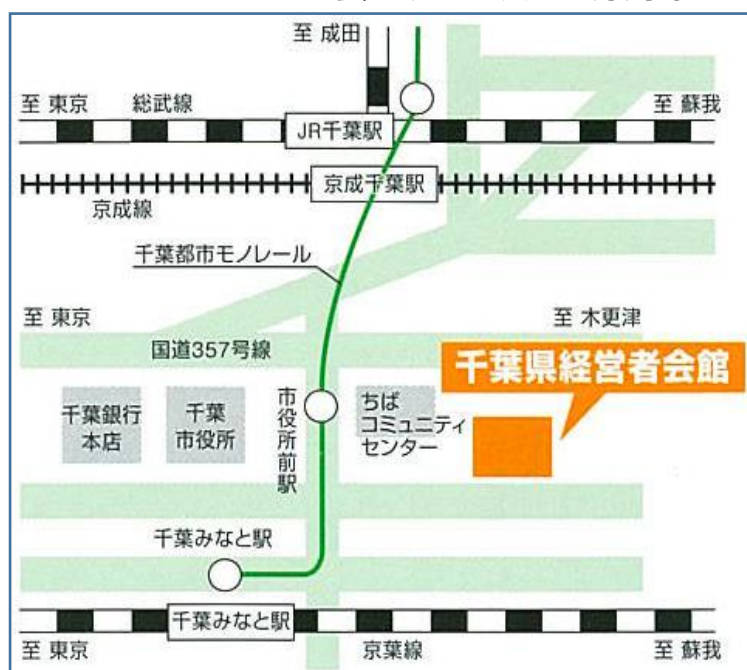 至 成田
至 東京
総武線
至 蘇我
JR千葉駅
京成千葉駅
京成線
千葉都市モノレール
至 東京
至 木更津
国道357号線
千葉県経営者会館
千葉銀行
本店
千葉
市役所
市役所前駅
ちば
コミュニティ
センター
千葉みなと駅
千葉みなと駅
至 東京
京葉線
至 蘇我